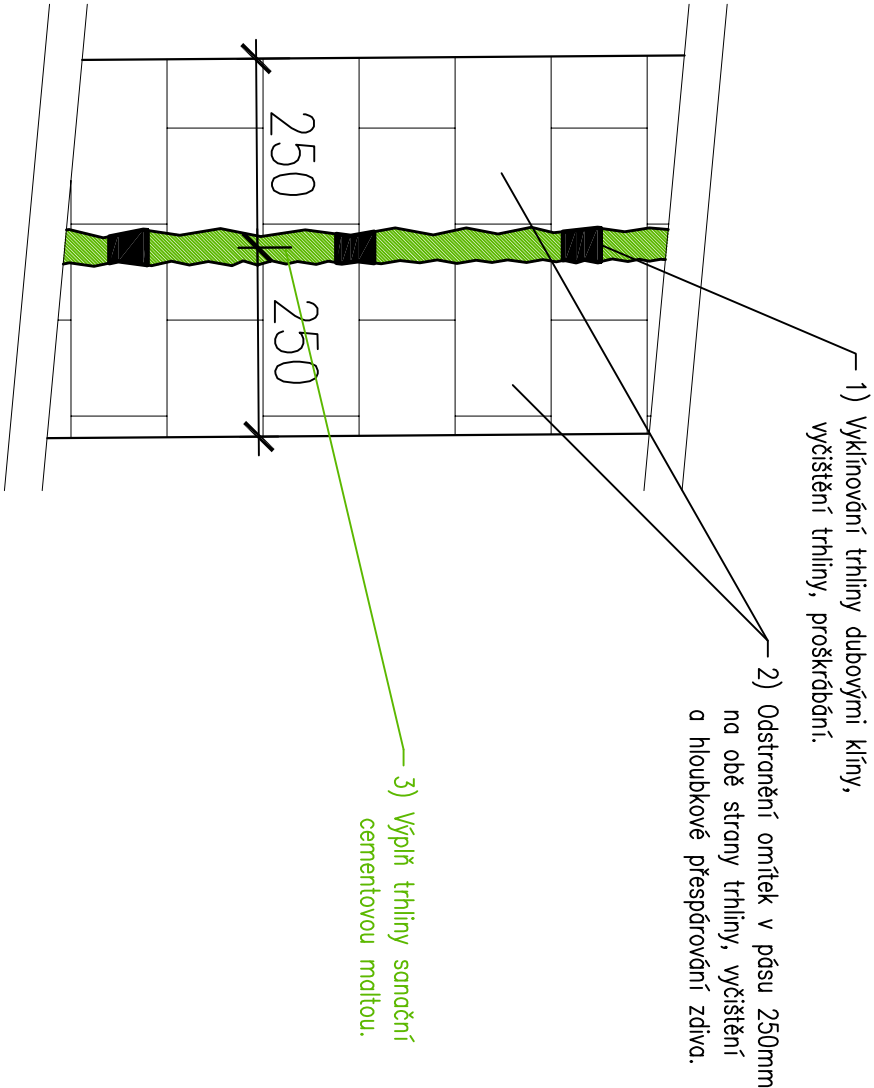 1) Vyklínování trhliny dubovými klíny,
vyčištění trhliny, proškrábání.
2) Odstranění omítek v pásu 250mm
na obě strany trhliny, vyčištění
a hloubkové přespárování zdiva.
3) Výplň trhliny sanační
cementovou maltou.
250
250